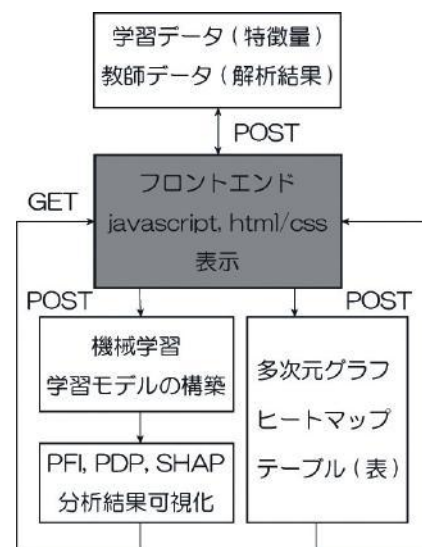 学習データ(特徴量)
教師データ(解析結果)
POST
フロントエンド
javascript, html/css
表示
GET
POST
POST
機械学習
学習モデルの構築
多次元グラフ
ヒートマップ
テーブル(表)
PFI, PDP, SHAP
分析結果可視化